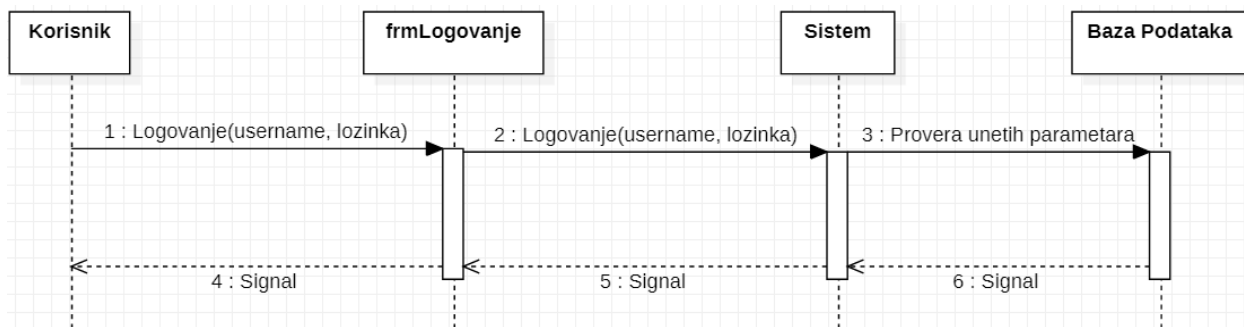 Korisnik
frmLogovanje
Sistem
Baza Podataka
1 : Logovanje(username, lozinka)
2 : Logovanje(username, lozinka)
3 : Provera unetih parametara
4 : Signal
5 : Signal
6 : Signal